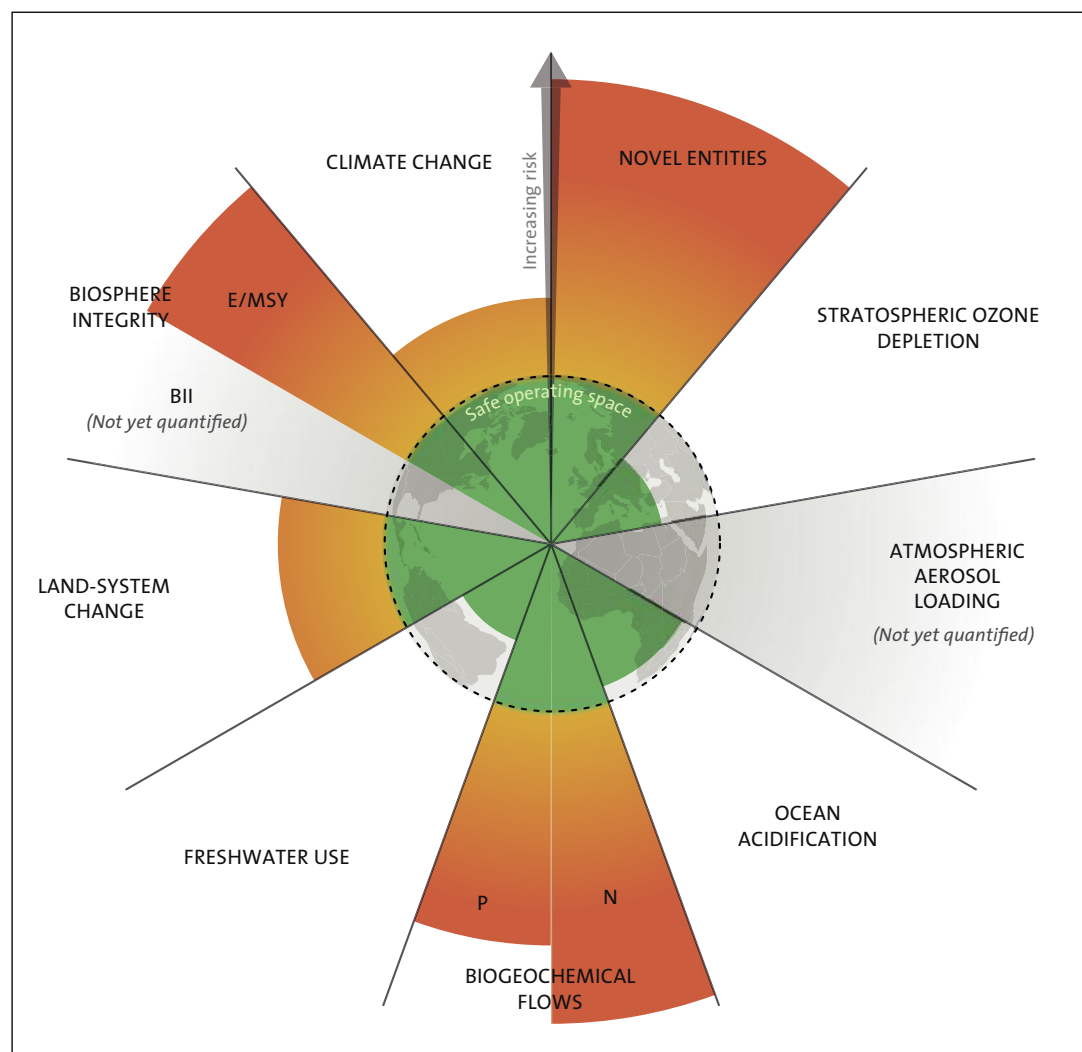 CLIMATE CHANGE
Increasing risk
NOVEL ENTITIES
STRATOSPHERIC OZONE
DEPLETION
BIOSPHERE
INTEGRITY
E/MSY
BII
(Not yet quantified)
Safe operating space
ATMOSPHERIC
AEROSOL
LOADING
(Not yet quantified)
LAND-SYSTEM
CHANGE
OCEAN
ACIDIFICATION
FRESHWATER USE
P
N
BIOGEOCHEMICAL
FLOWS